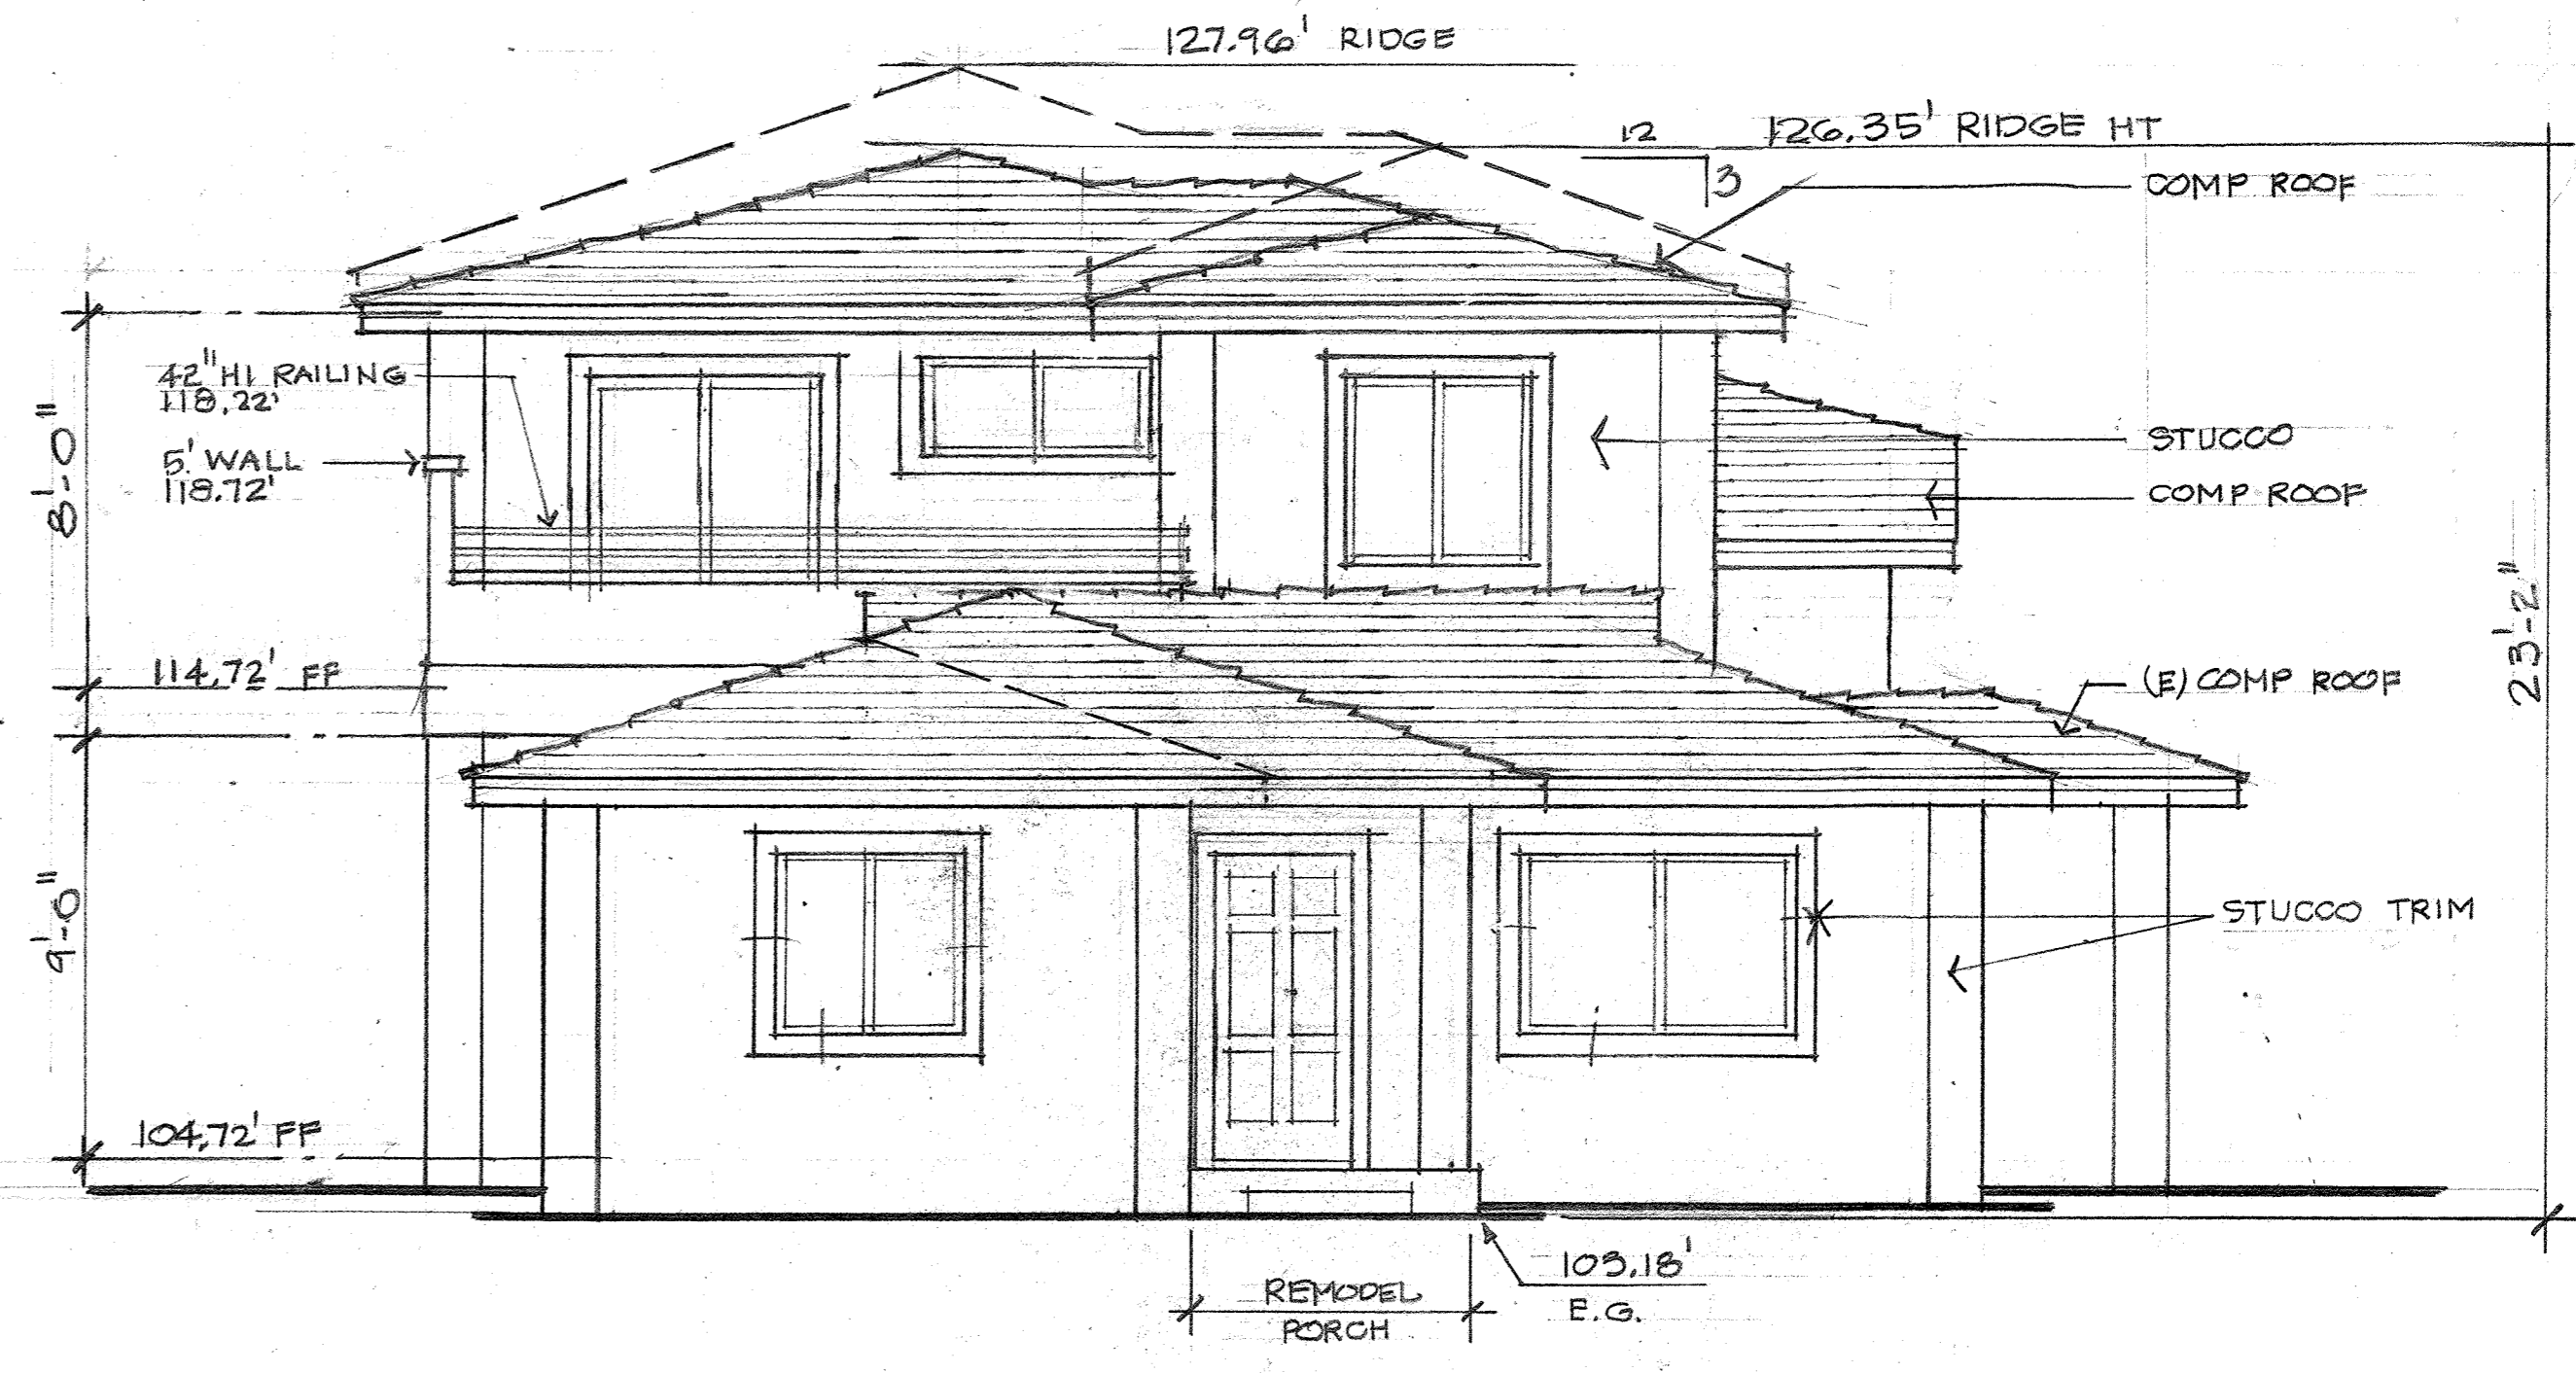 127.96' RIDGE
126.35' RIDGE HT
12
3
COMP ROOF
42" HI RAILING
118.22'
5' WALL
118.72'
8'-0"
STUCCO
COMP ROOF
23'-2"
114.72' FF
(E) COMP ROOF
9'-0"
STUCCO TRIM
104.72' FF
103.18'
E.G.
REMODEL
PORCH